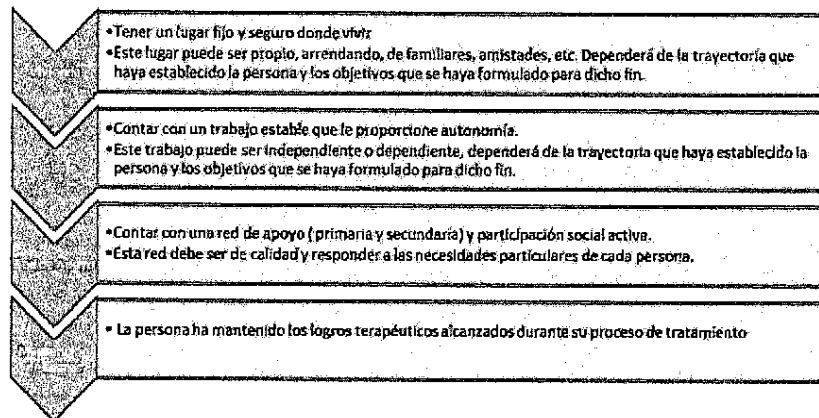 •Tener un lugar fijo y seguro donde vivir
•Este lugar puede ser propio, arrendando, de familiares, amistades, etc. Dependerá de la trayectoria que
haya establecido la persona y los objetivos que se haya formulado para dicho fin.
•Contar con un trabajo estable que le proporcione autonomía.
•Este trabajo puede ser independiente o dependiente, dependerá de la trayectoria que haya establecido la
persona y los objetivos que se haya formulado para dicho fin.
•Contar con una red de apoyo ( primaria y secundaria) y participación social activa.
•Esta red debe ser de calidad y responder a las necesidades particulares de cada persona.
• La persona ha mantenido los logros terapéuticos alcanzados durante su proceso de tratamiento